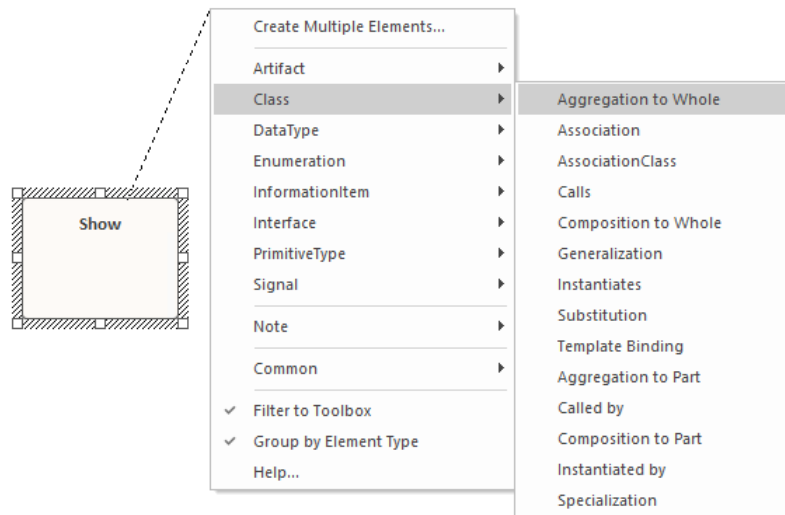 Show
Create Multiple Elements...
Artifact
Class
DataType
Enumeration
InformationItem
Interface
PrimitiveType
Signal
Note
Common
Filter to Toolbox
Group by Element Type
Help...
Aggregation to Whole
Association
AssociationClass
Calls
Composition to Whole
Generalization
Instantiates
Substitution
Template Binding
Aggregation to Part
Called by
Composition to Part
Instantiated by
Specialization